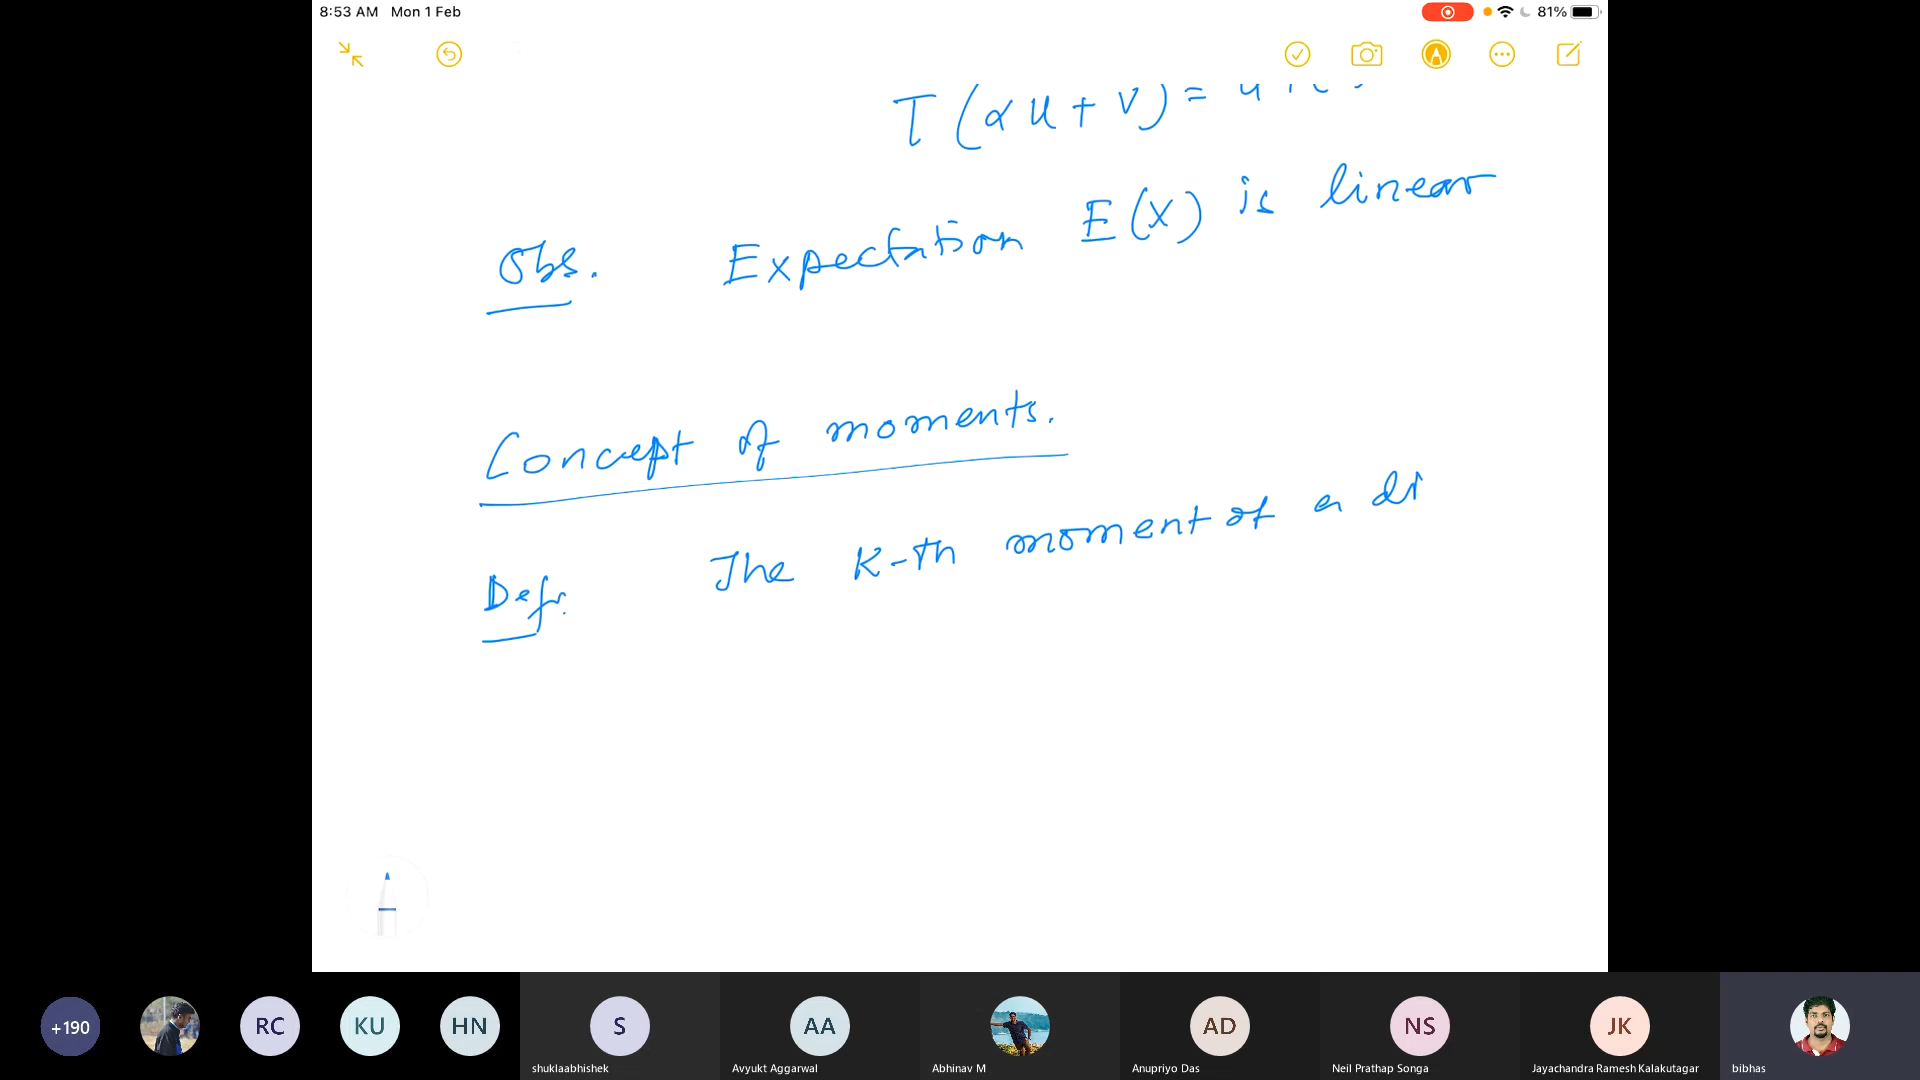 8:53 AM Mon 1 Feb 81%
T (α u + v) =
Obs. Expectation E(X) is linear
Concept of moments.
Defn. The K-th moment of a di
+190 RC KU HN S AA AD NS JK
shuklaabhishek Avyukt Aggarwal Abhinav M Anupriyo Das Neil Prathap Songa Jayachandra Ramesh Kalakutagar bibhas